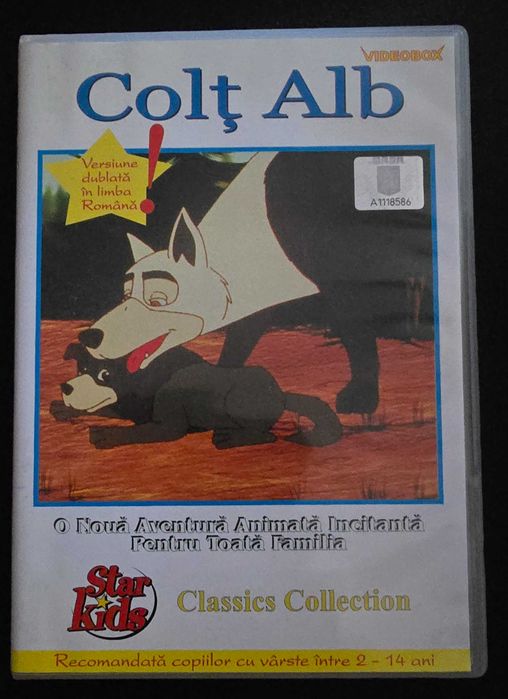 VIDEOBOX
Colţ Alb
Versiune
dublată
în limba
Română
!
A1118586
O Nouă Aventură Animată Incitantă
Pentru Toată Familia
Star
Kids
Classics Collection
Recomandată copiilor cu vârste între 2 - 14 ani